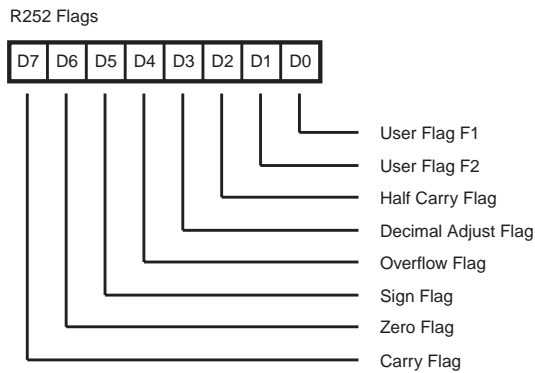 R252 Flags
D7 D6 D5 D4 D3 D2 D1 D0
User Flag F1
User Flag F2
Half Carry Flag
Decimal Adjust Flag
Overflow Flag
Sign Flag
Zero Flag
Carry Flag